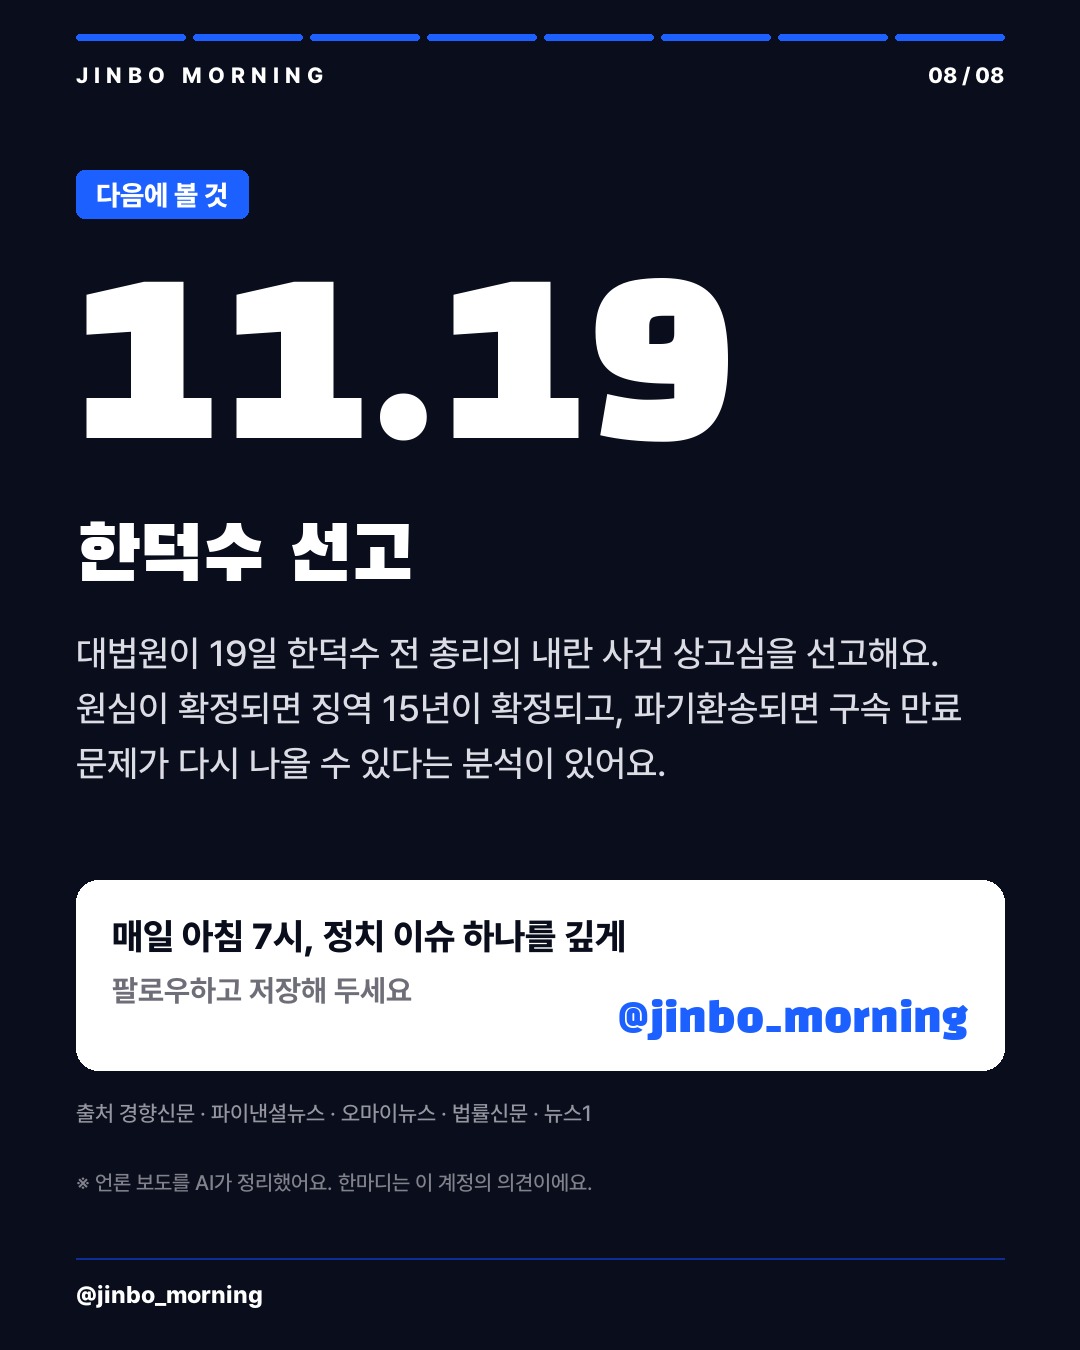 JINBO MORNING
08 / 08
다음에 볼 것
11.19
한덕수 선고
대법원이 19일 한덕수 전 총리의 내란 사건 상고심을 선고해요.
원심이 확정되면 징역 15년이 확정되고, 파기환송되면 구속 만료
문제가 다시 나올 수 있다는 분석이 있어요.
매일 아침 7시, 정치 이슈 하나를 깊게
팔로우하고 저장해 두세요
@jinbo_morning
출처 경향신문 · 파이낸셜뉴스 · 오마이뉴스 · 법률신문 · 뉴스1
※ 언론 보도를 AI가 정리했어요. 한마디는 이 계정의 의견이에요.
@jinbo_morning